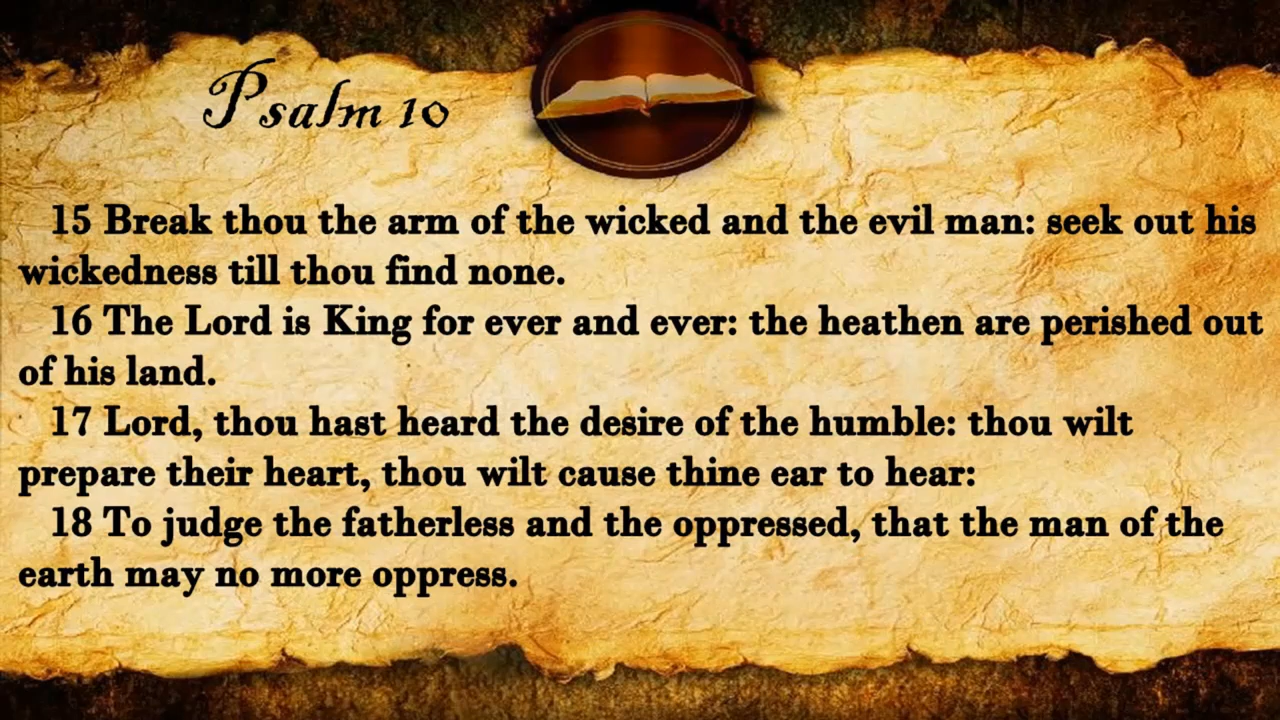 Psalm 10
15 Break thou the arm of the wicked and the evil man: seek out his
wickedness till thou find none.
16 The Lord is King for ever and ever: the heathen are perished out
of his land.
17 Lord, thou hast heard the desire of the humble: thou wilt
prepare their heart, thou wilt cause thine ear to hear:
18 To judge the fatherless and the oppressed, that the man of the
earth may no more oppress.